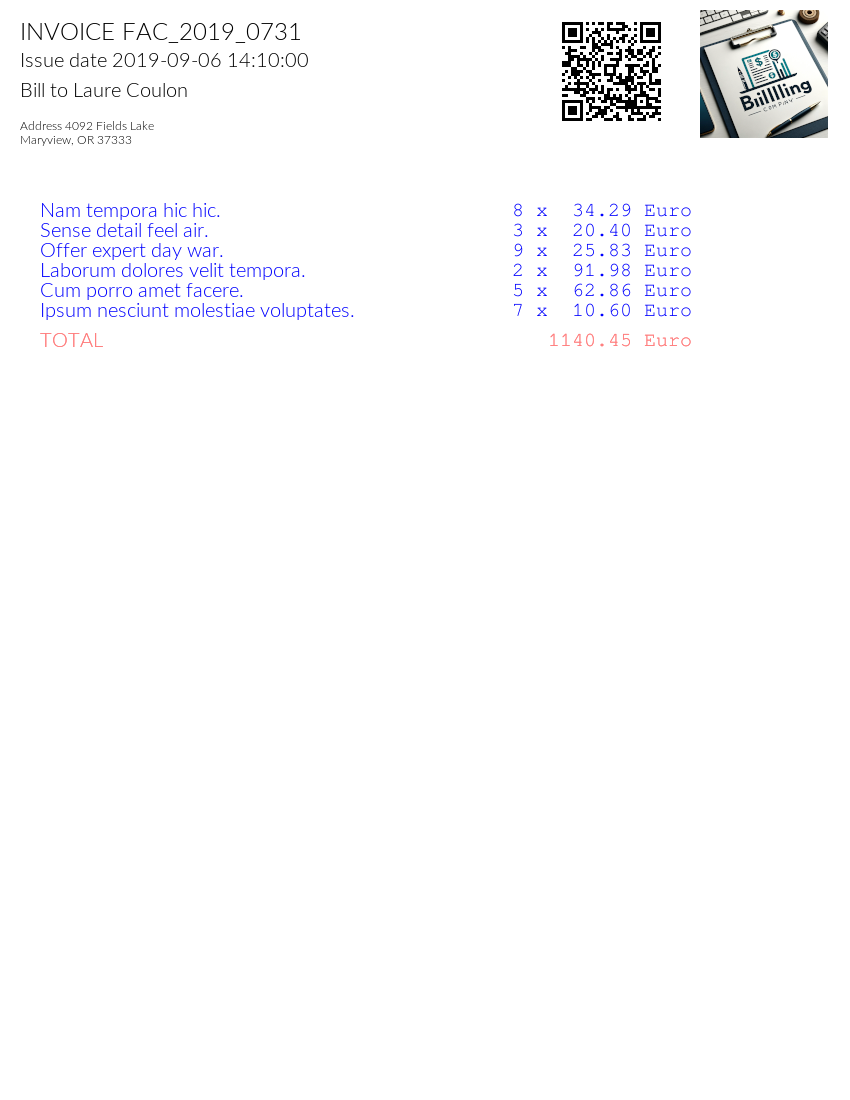 INVOICE FAC_2019_0731
Issue date 2019-09-06 14:10:00
Bill to Laure Coulon
Address 4092 Fields Lake
Maryview, OR 37333
Biilllling
COMPANY
Nam tempora hic hic. 8 x 34.29 Euro
Sense detail feel air. 3 x 20.40 Euro
Offer expert day war. 9 x 25.83 Euro
Laborum dolores velit tempora. 2 x 91.98 Euro
Cum porro amet facere. 5 x 62.86 Euro
Ipsum nesciunt molestiae voluptates. 7 x 10.60 Euro
TOTAL 1140.45 Euro